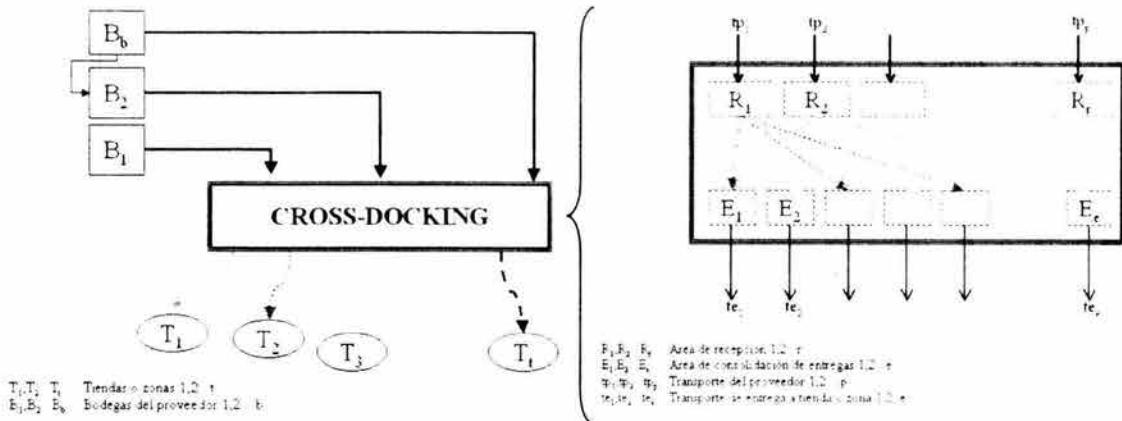 B_b
B_2
B_1
CROSS-DOCKING
T_1
T_2
T_3
T_t
T_1,T_2 T_t Tiendas o zonas 1,2 t
B_1,B_2 B_b Bodegas del proveedor 1,2 b
tp_1 tp_2
R_1 R_2 R_r
E_1 E_2 E_e
te_1 te_2 te_e
R_1,R_2 R_r Area de recepción 1,2 r
E_1,E_2 E_e Area de consolidación de entregas 1,2 e
tp_1,tp_2 tp_p Transporte del proveedor 1,2 p
te_1,te_2 te_e Transporte de entrega a tienda o zona 1,2 e